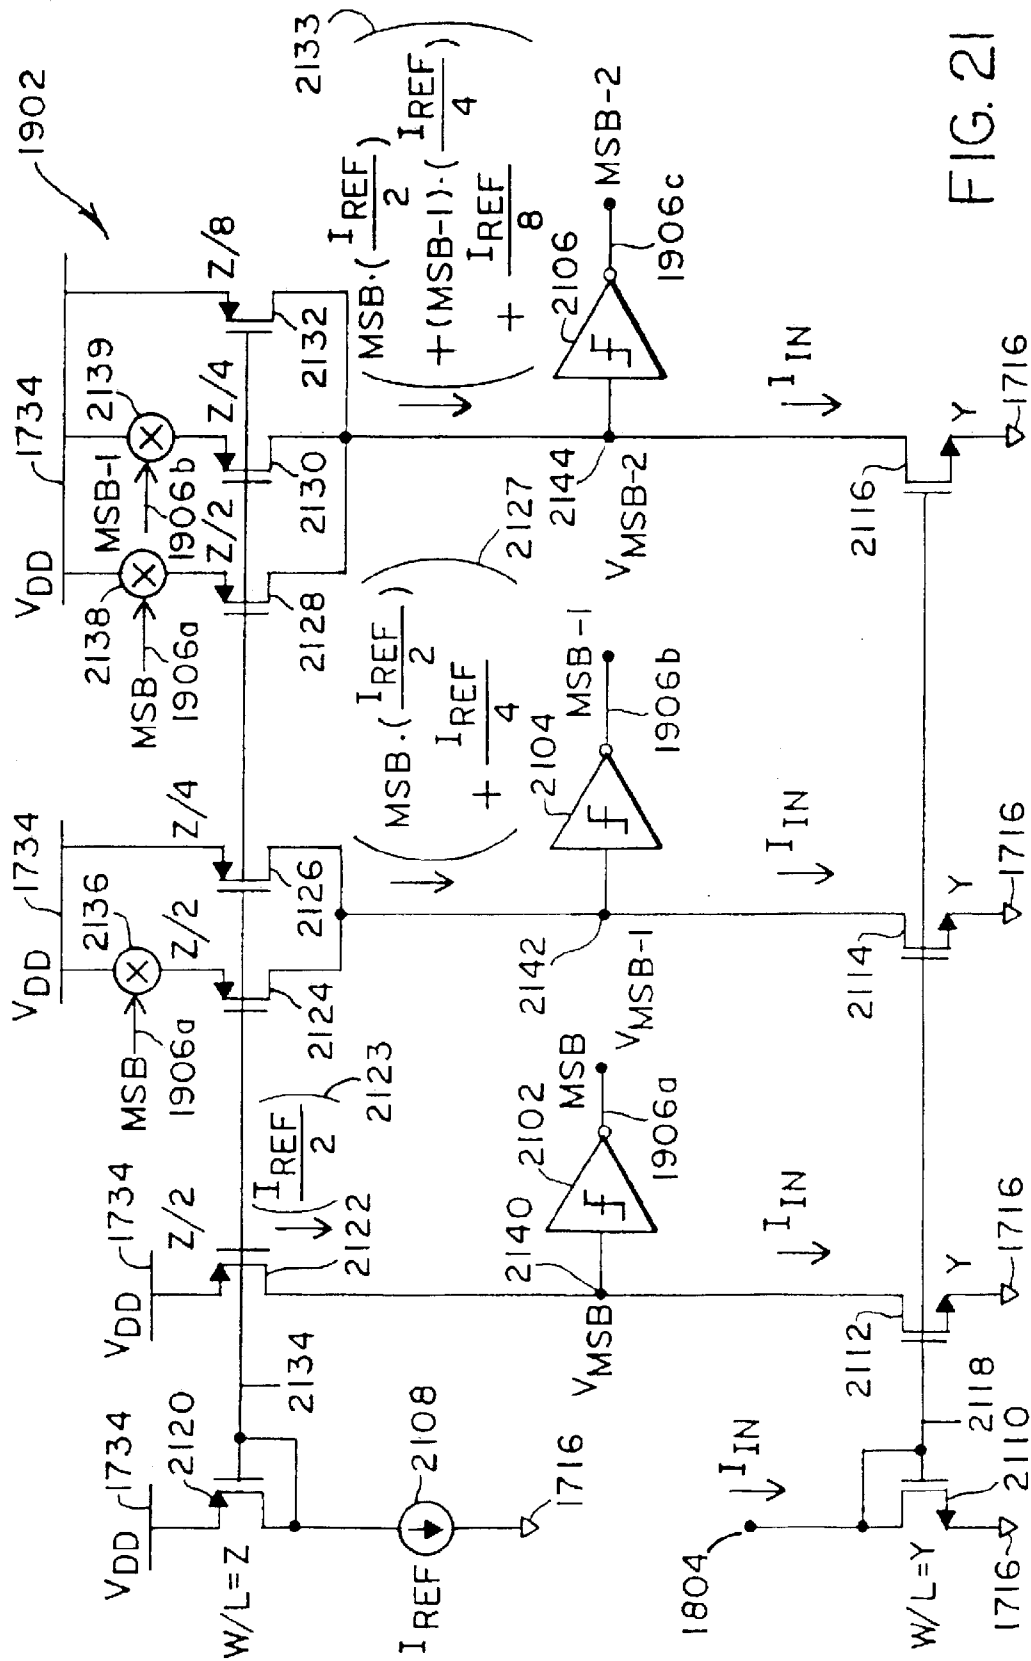 1902
VDD
1734
2120
W/L=Z
IREF
2108
1716
2134
VDD
1734
Z/2
2122
(IREF/2)
2123
VDD
1734
2136
MSB
1906a
Z/2
2124
Z/4
2126
(MSB·(IREF/2)
+ IREF/4)
2127
VDD
1734
2138
MSB
1906a
Z/2
2128
2139
MSB-1
1906b
Z/4
2130
Z/8
2132
(MSB·(IREF/2)
+(MSB-1)·(IREF/4)
+ IREF/8)
2133
2140
VMSB
2102
MSB
1906a
2142
VMSB-1
2104
MSB-1
1906b
2144
VMSB-2
2106
MSB-2
1906c
1804
IIN
W/L=Y
2118
2110
1716
IIN
2112
Y
1716
IIN
2114
Y
1716
IIN
2116
Y
1716
FIG. 21